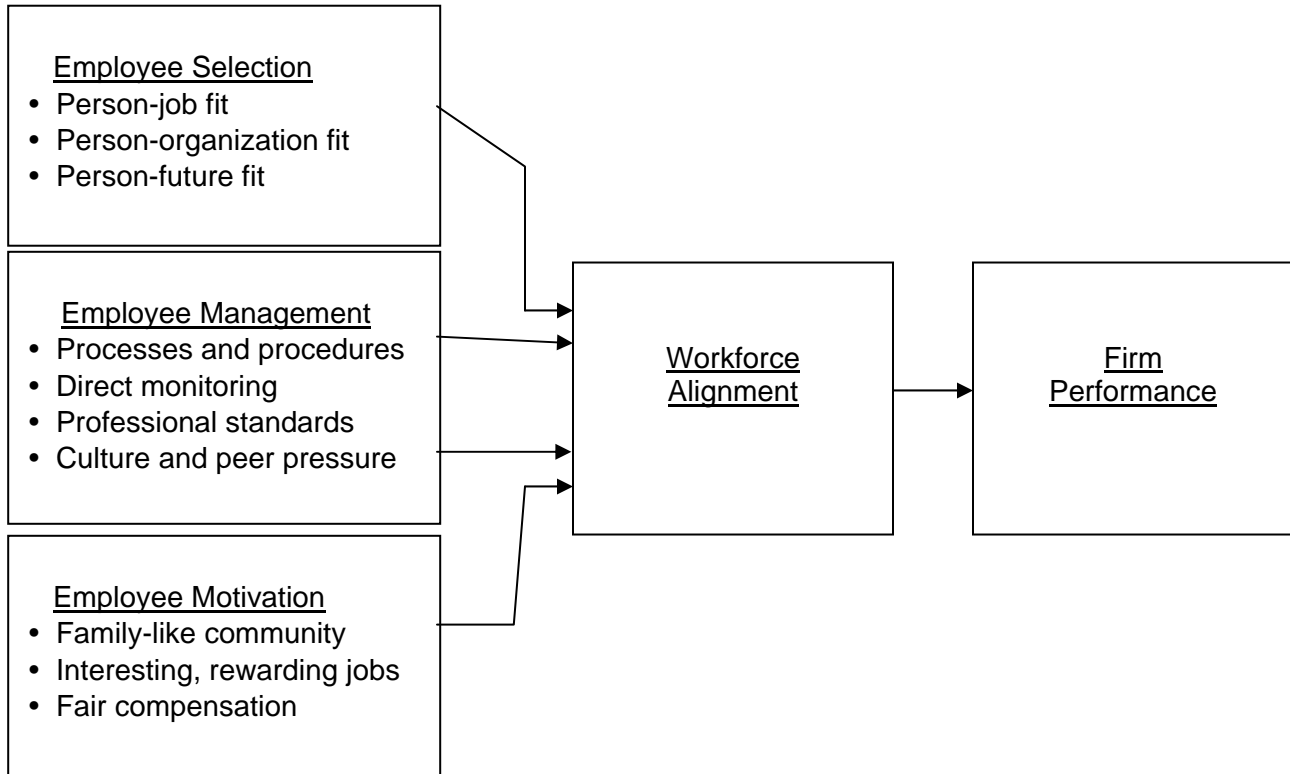 Employee Selection
• Person-job fit
• Person-organization fit
• Person-future fit
Employee Management
• Processes and procedures
• Direct monitoring
• Professional standards
• Culture and peer pressure
Employee Motivation
• Family-like community
• Interesting, rewarding jobs
• Fair compensation
Workforce
Alignment
Firm
Performance